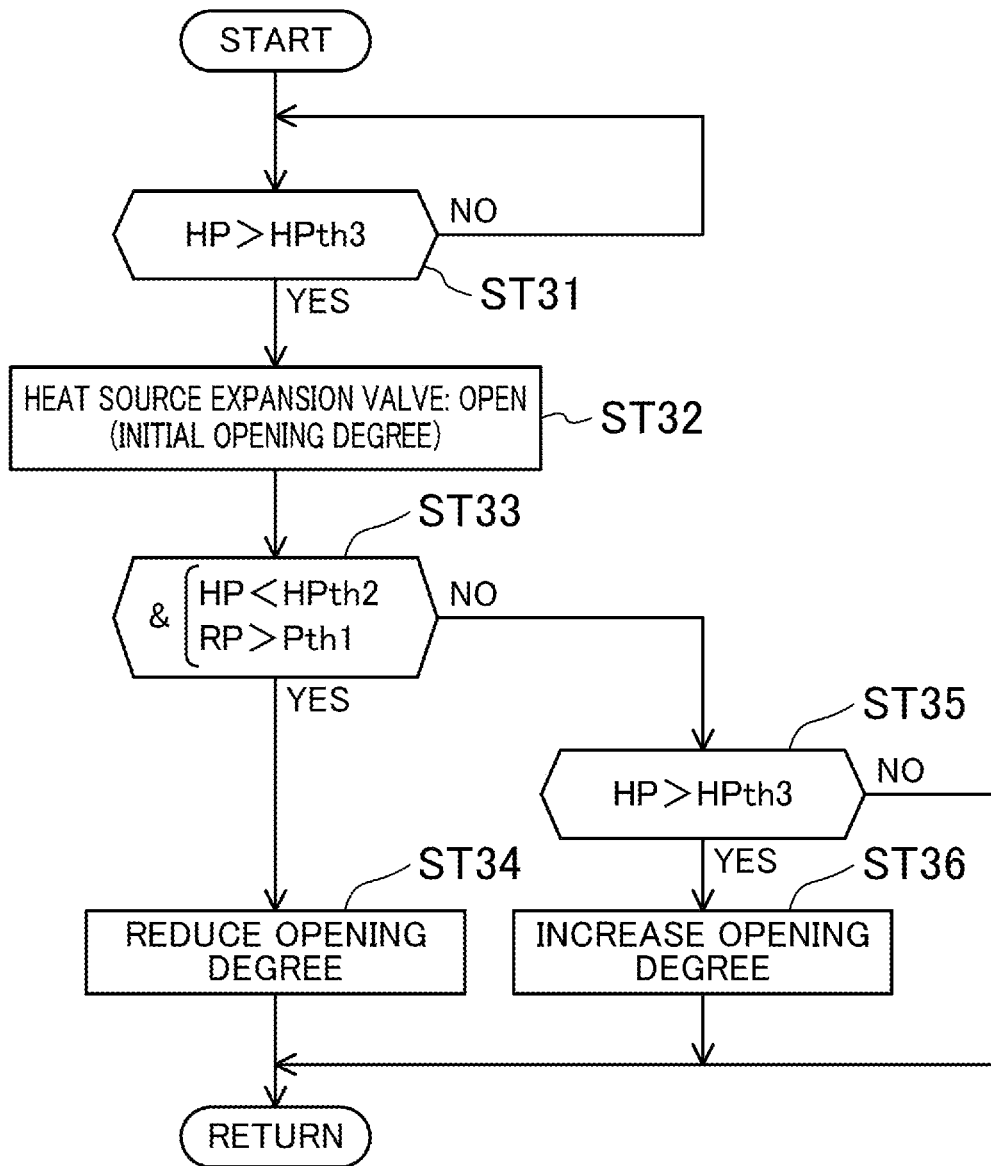 START
HP>HPth3
NO
ST31
YES
HEAT SOURCE EXPANSION VALVE: OPEN
(INITIAL OPENING DEGREE)
ST32
ST33
& HP<HPth2
RP>Pth1
NO
YES
ST35
HP>HPth3
NO
YES
ST34
ST36
REDUCE OPENING
DEGREE
INCREASE OPENING
DEGREE
RETURN